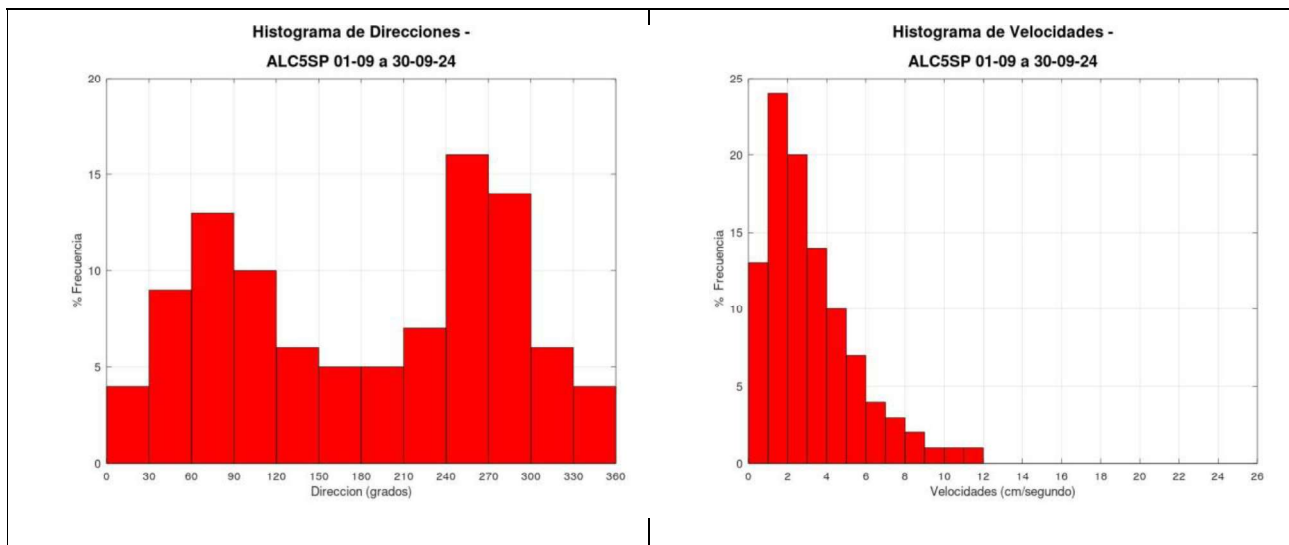 Histograma de Direcciones -
ALC5SP 01-09 a 30-09-24
20
15
10
5
0
% Frecuencia
0 30 60 90 120 150 180 210 240 270 300 330 360
Direccion (grados)
Histograma de Velocidades -
ALC5SP 01-09 a 30-09-24
25
20
15
10
5
0
% Frecuencia
0 2 4 6 8 10 12 14 16 18 20 22 24 26
Velocidades (cm/segundo)